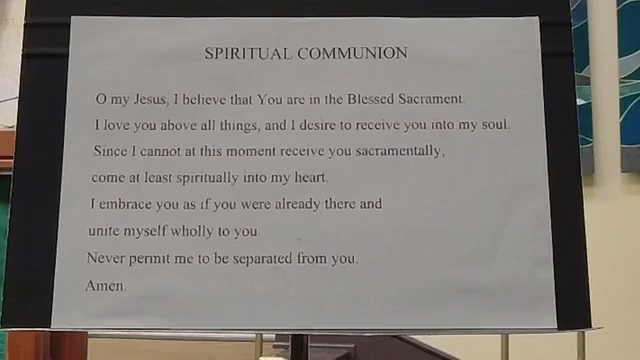 SPIRITUAL COMMUNION
O my Jesus, I believe that You are in the Blessed Sacrament.
I love you above all things, and I desire to receive you into my soul.
Since I cannot at this moment receive you sacramentally,
come at least spiritually into my heart.
I embrace you as if you were already there and
unite myself wholly to you.
Never permit me to be separated from you.
Amen.